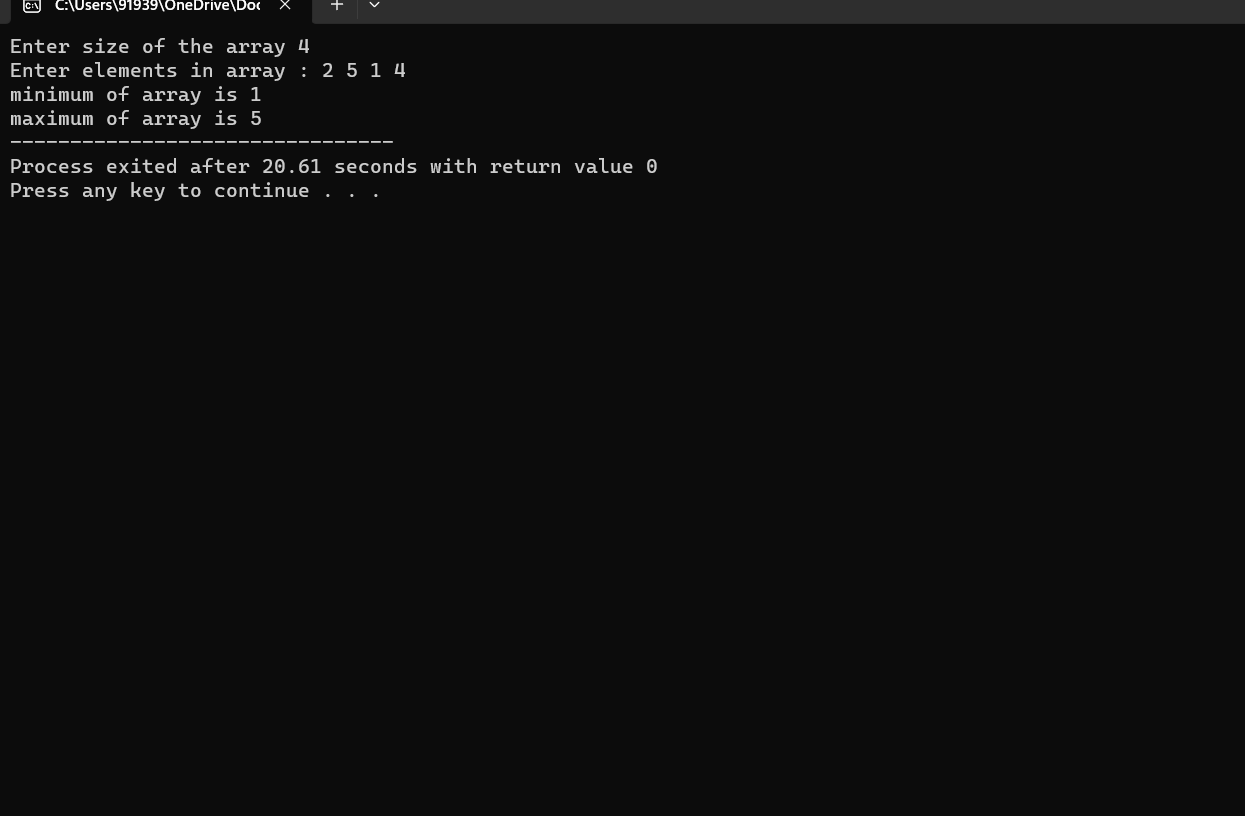 C:\Users\91939\OneDrive\Doc
Enter size of the array 4
Enter elements in array : 2 5 1 4
minimum of array is 1
maximum of array is 5
--------------------------------
Process exited after 20.61 seconds with return value 0
Press any key to continue . . .